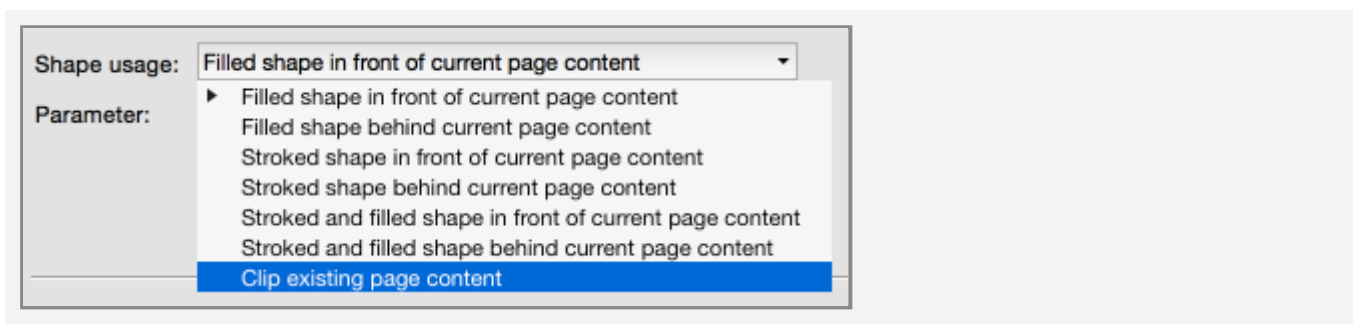 Shape usage: Filled shape in front of current page content
Filled shape in front of current page content
Parameter:
Filled shape behind current page content
Stroked shape in front of current page content
Stroked shape behind current page content
Stroked and filled shape in front of current page content
Stroked and filled shape behind current page content
Clip existing page content